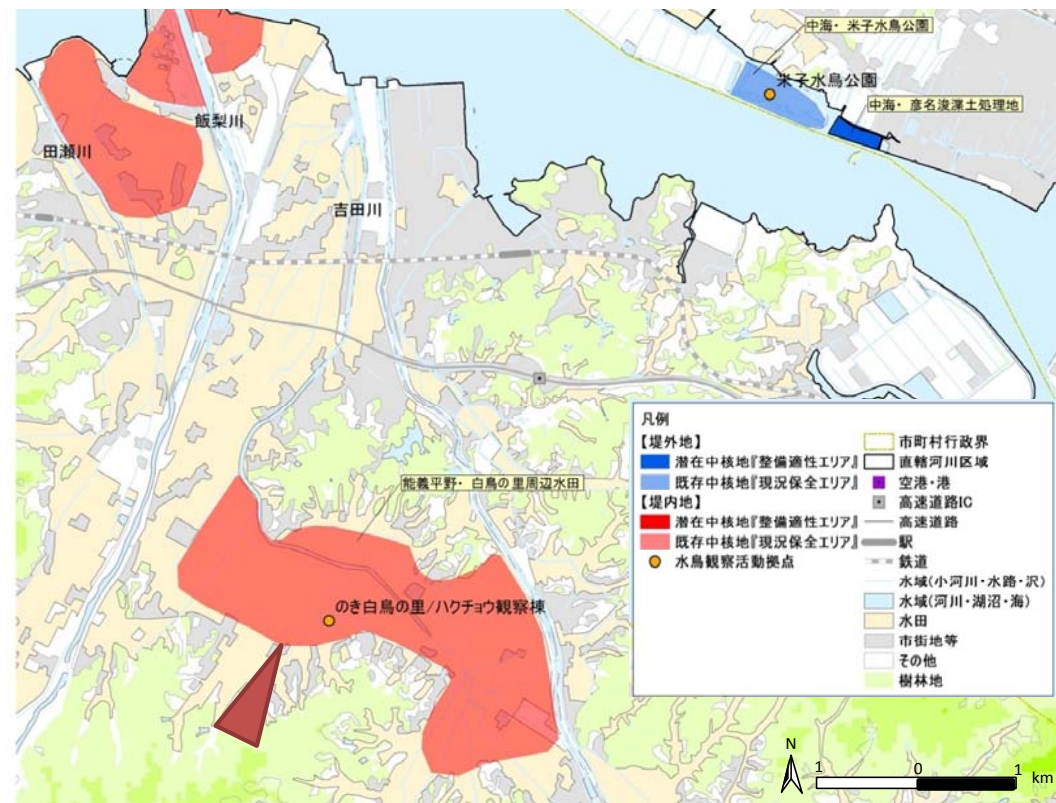 中海・米子水鳥公園
米子水鳥公園
中海・彦名浚渫土処理地
飯梨川
田瀬川
吉田川
能義平野・白鳥の里周辺水田
のき白鳥の里/ハクチョウ観察棟
凡例
【堤外地】
潜在中核地『整備適性エリア』
既存中核地『現況保全エリア』
【堤内地】
潜在中核地『整備適性エリア』
既存中核地『現況保全エリア』
水鳥観察活動拠点
市町村行政界
直轄河川区域
空港・港
高速道路IC
高速道路
駅
鉄道
水域(小河川・水路・沢)
水域(河川・湖沼・海)
水田
市街地等
その他
樹林地
N
1 0 1 km